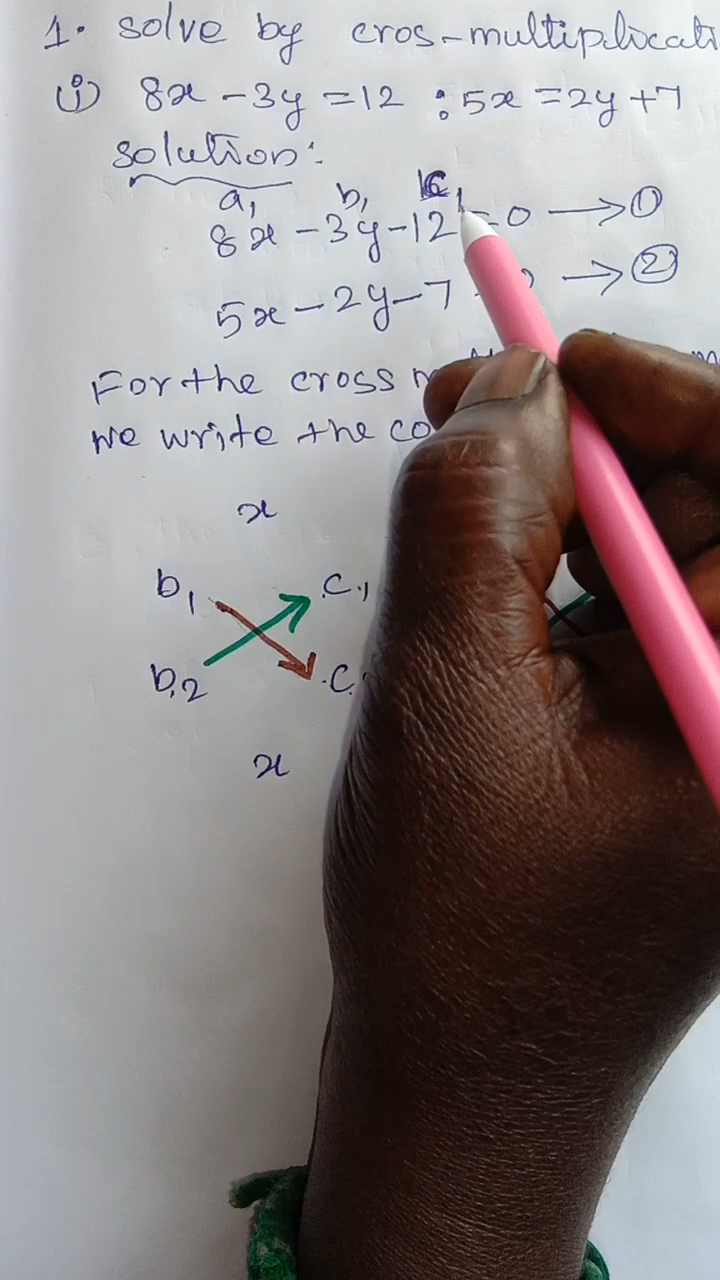 1. solve by cros-multiplicati
(i) 8x - 3y = 12 : 5x = 2y + 7
solution:
a₁ b₁ c₁
8x - 3y - 12 = 0 → ①
5x - 2y - 7 → ②
For the cross
we write the
x
b₁ c₁
b₂ c
x